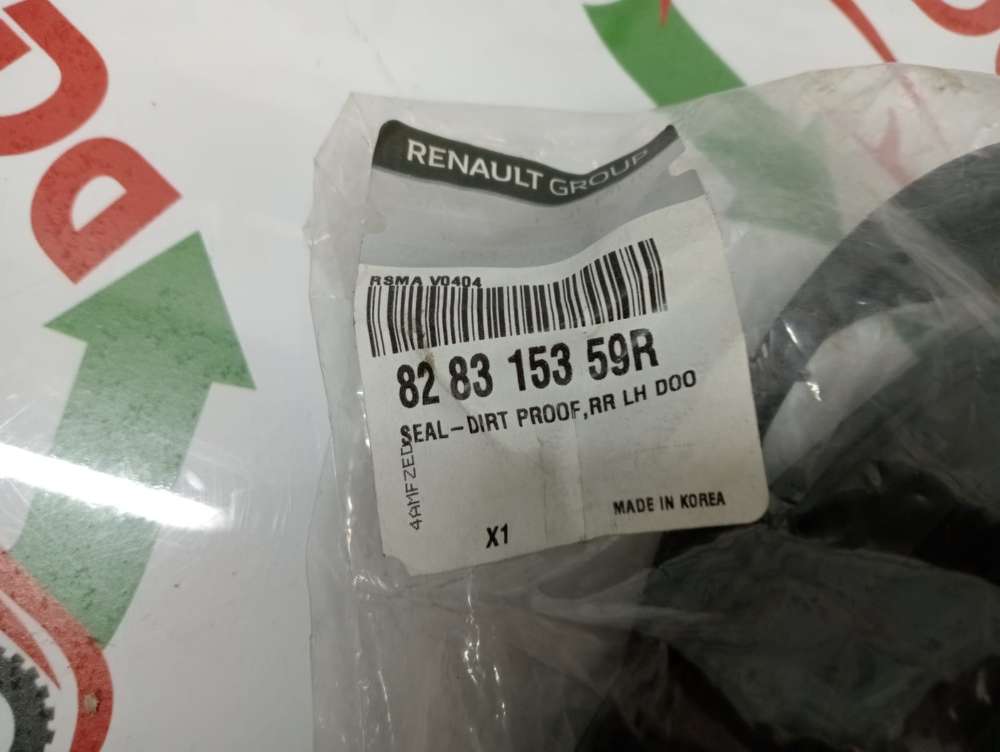 RENAULT GROUP
RSMA V0404
82 83 153 59R
SEAL-DIRT PROOF,RR LH DOO
4AMFZED
X1
MADE IN KOREA